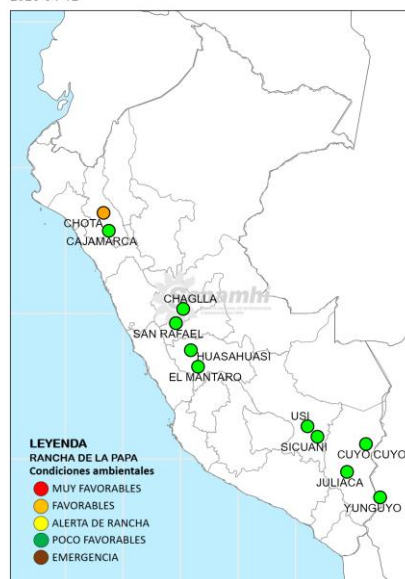 CHOTA
CAJAMARCA
CHAGLLA
SAN RAFAEL
HUASAHUASI
EL MANTARO
USI
SICUANI
CUYO CUYO
JULIACA
YUNGUYO
LEYENDA
RANCHA DE LA PAPA
Condiciones ambientales
MUY FAVORABLES
FAVORABLES
ALERTA DE RANCHA
POCO FAVORABLES
EMERGENCIA